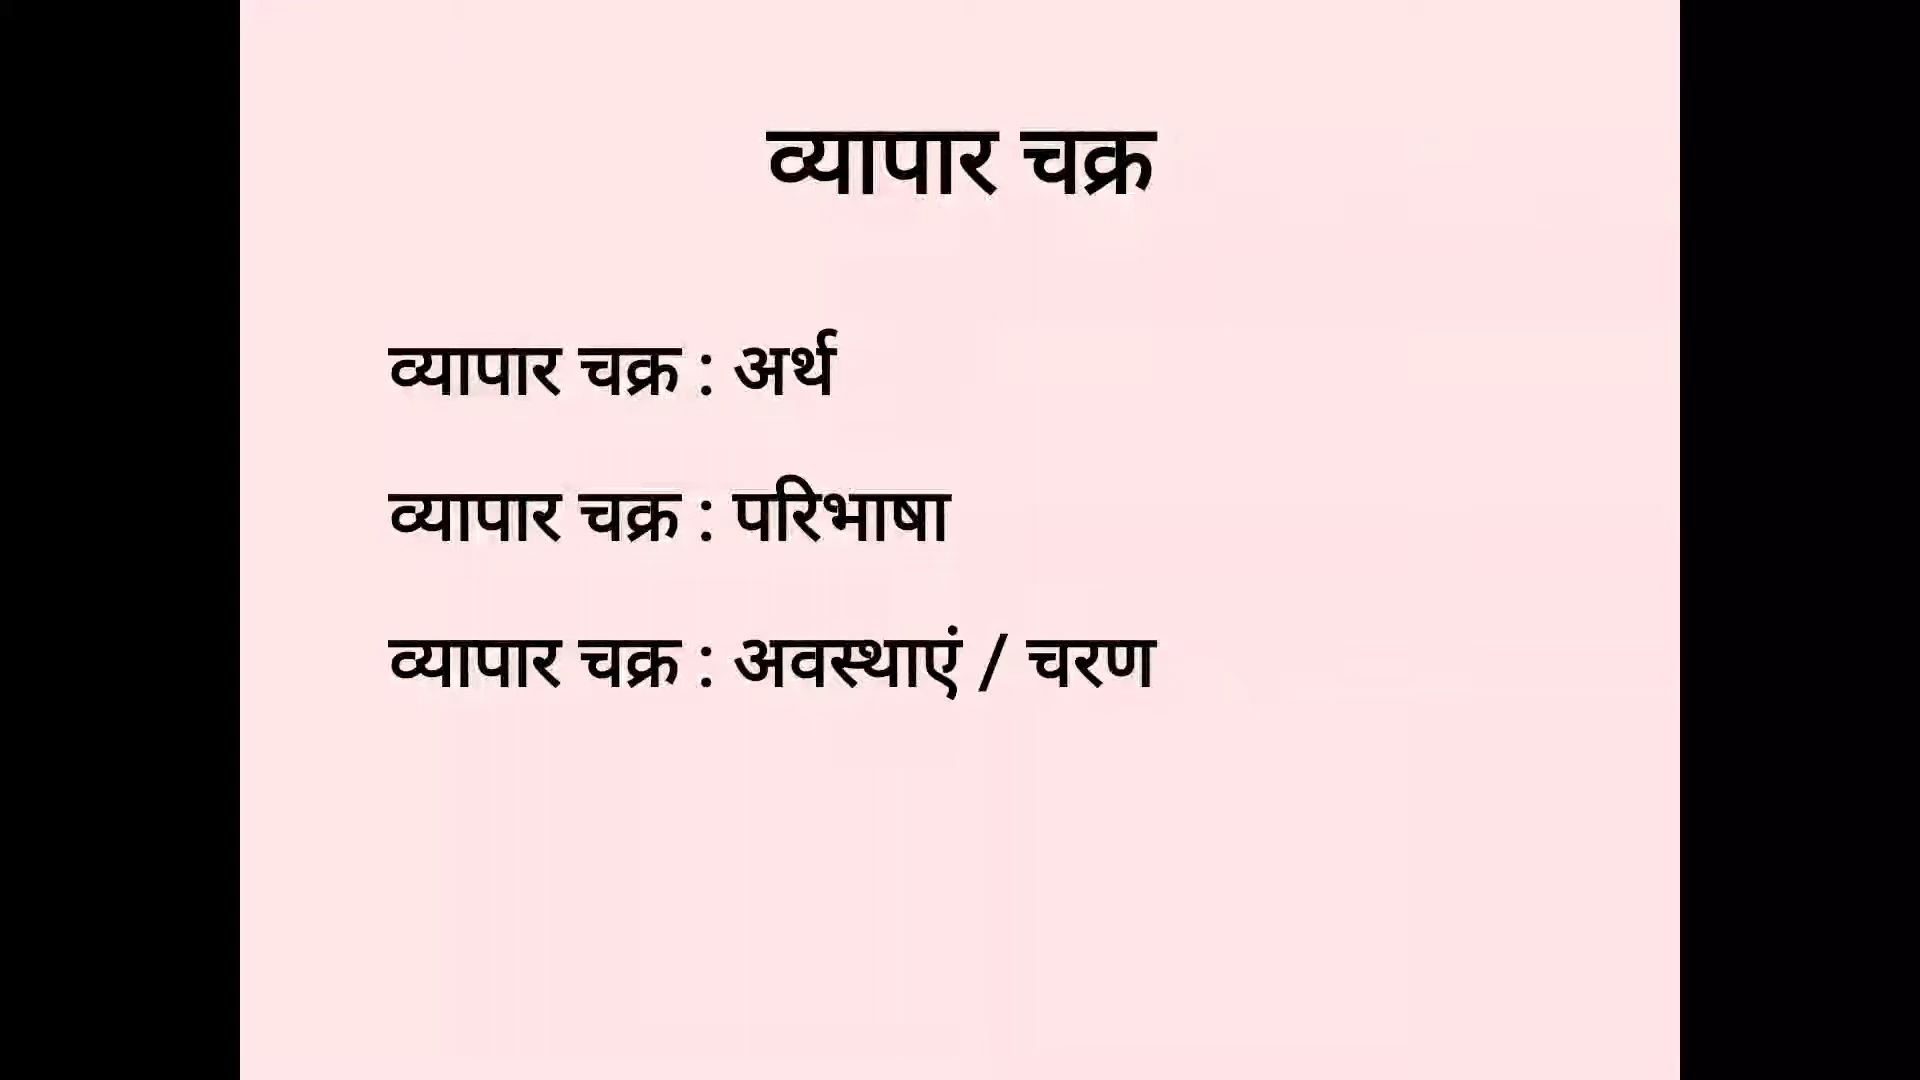 व्यापार चक्र
व्यापार चक्र : अर्थ
व्यापार चक्र : परिभाषा
व्यापार चक्र : अवस्थाएं / चरण